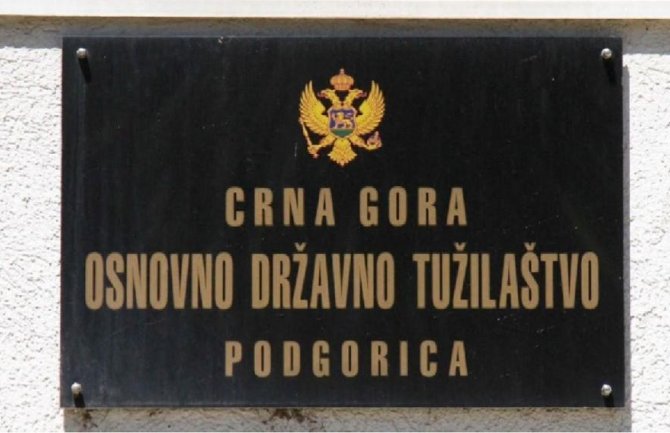 CRNA GORA
OSNOVNO DRŽAVNO TUŽILAŠTVO
PODGORICA